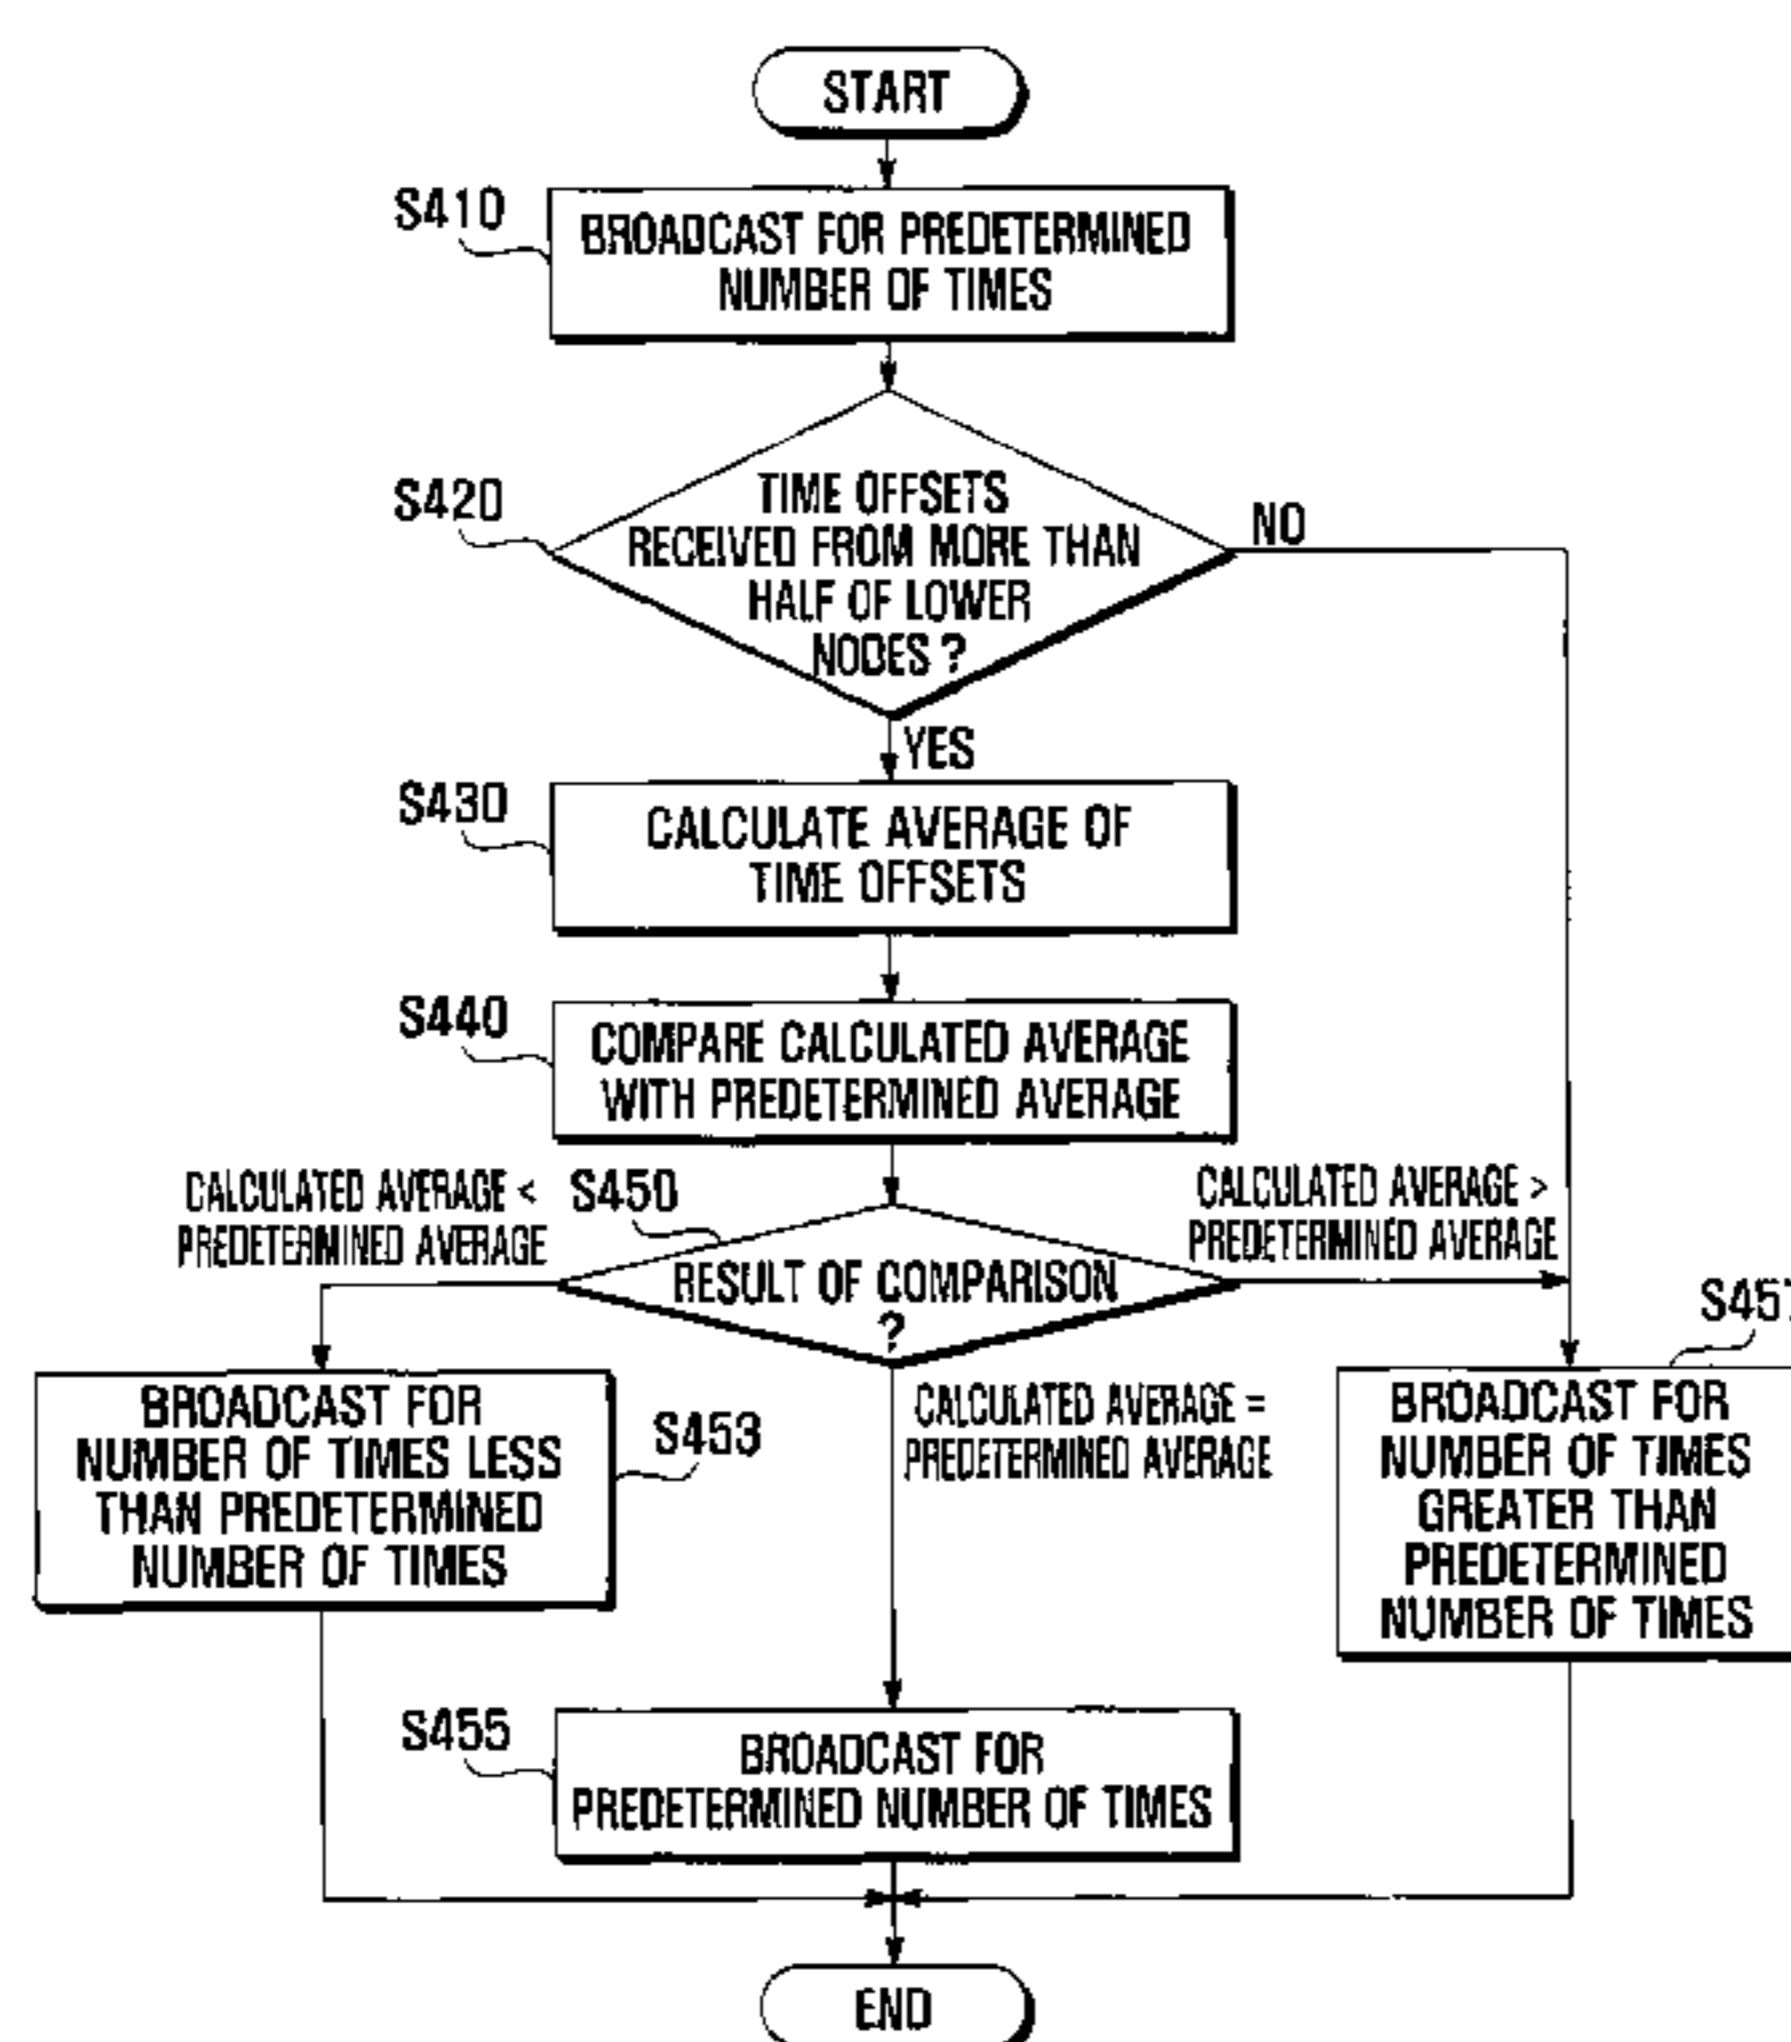 START
S410
BROADCAST FOR PREDETERMINED
NUMBER OF TIMES
S420
TIME OFFSETS
RECEIVED FROM MORE THAN
HALF OF LOWER
NODES ?
NO
YES
S430
CALCULATE AVERAGE OF
TIME OFFSETS
S440
COMPARE CALCULATED AVERAGE
WITH PREDETERMINED AVERAGE
CALCULATED AVERAGE <
PREDETERMINED AVERAGE
S450
CALCULATED AVERAGE >
PREDETERMINED AVERAGE
RESULT OF COMPARISON
?
S457
BROADCAST FOR
NUMBER OF TIMES LESS
THAN PREDETERMINED
NUMBER OF TIMES
S453
CALCULATED AVERAGE =
PREDETERMINED AVERAGE
BROADCAST FOR
NUMBER OF TIMES
GREATER THAN
PREDETERMINED
NUMBER OF TIMES
S455
BROADCAST FOR
PREDETERMINED NUMBER OF TIMES
END